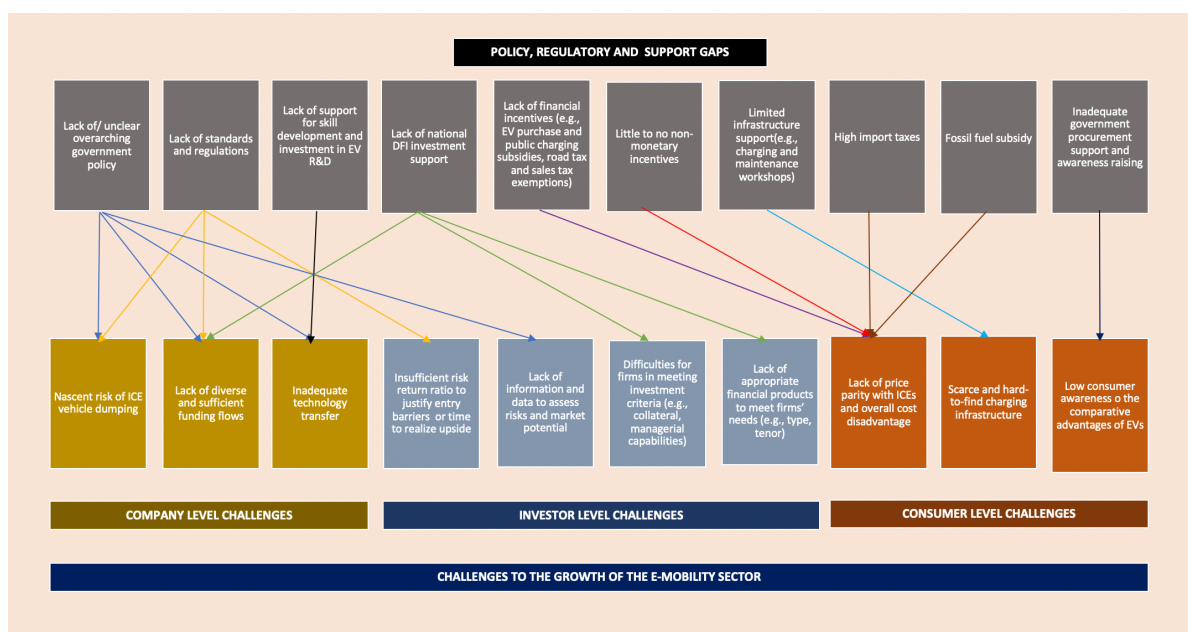 POLICY, REGULATORY AND SUPPORT GAPS
Lack of/ unclear
overarching
government
policy
Lack of standards
and regulations
Lack of support
for skill
development and
investment in EV
R&D
Lack of national
DFI investment
support
Lack of financial
incentives (e.g.,
EV purchase and
public charging
subsidies, road tax
and sales tax
exemptions)
Little to no non-
monetary
incentives
Limited
infrastructure
support(e.g.,
charging and
maintenance
workshops)
High import taxes
Fossil fuel subsidy
Inadequate
government
procurement
support and
awareness raising
Nascent risk of ICE
vehicle dumping
Lack of diverse
and sufficient
funding flows
Inadequate
technology
transfer
Insufficient risk
return ratio to
justify entry
barriers or time
to realize upside
Lack of
information and
data to assess
risks and market
potential
Difficulties for
firms in meeting
investment
criteria (e.g.,
collateral,
managerial
capabilities)
Lack of
appropriate
financial products
to meet firms’
needs (e.g., type,
tenor)
Lack of price
parity with ICEs
and overall cost
disadvantage
Scarce and hard-
to-find charging
infrastructure
Low consumer
awareness o the
comparative
advantages of EVs
COMPANY LEVEL CHALLENGES
INVESTOR LEVEL CHALLENGES
CONSUMER LEVEL CHALLENGES
CHALLENGES TO THE GROWTH OF THE E-MOBILITY SECTOR